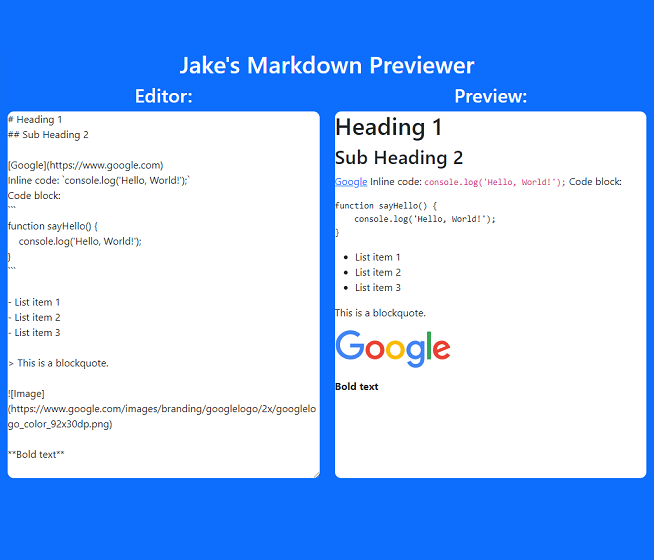 Jake's Markdown Previewer
Editor:
# Heading 1
## Sub Heading 2
[Google](https://www.google.com)
Inline code: `console.log('Hello, World!');`
Code block:
```
function sayHello() {
    console.log('Hello, World!');
}
```
- List item 1
- List item 2
- List item 3
> This is a blockquote.
![Image]
(https://www.google.com/images/branding/googlelogo/2x/googlelo
go_color_92x30dp.png)
**Bold text**
Preview:
Heading 1
Sub Heading 2
Google Inline code: console.log('Hello, World!'); Code block:
function sayHello() {
    console.log('Hello, World!');
}
• List item 1
• List item 2
• List item 3
This is a blockquote.
Google
Bold text